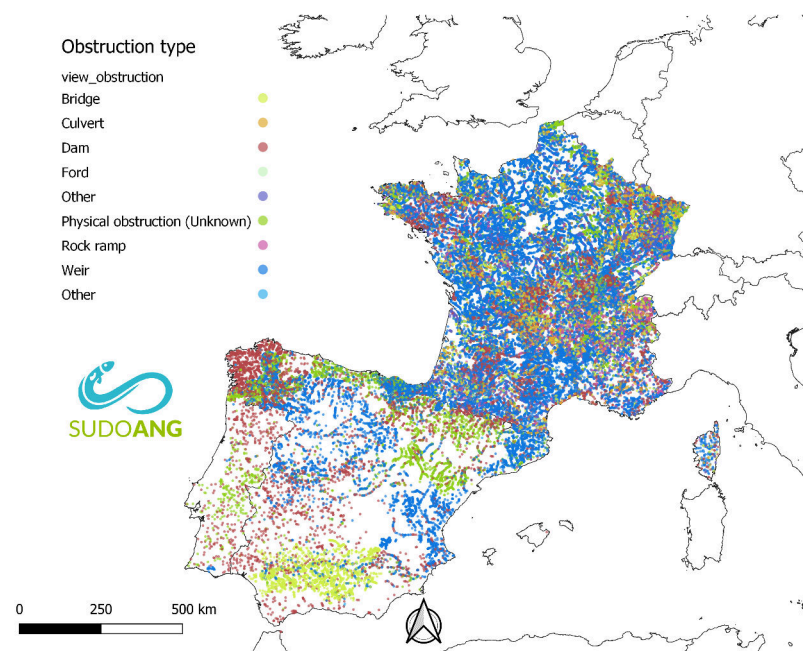 Obstruction type
view_obstruction
Bridge
Culvert
Dam
Ford
Other
Physical obstruction (Unknown)
Rock ramp
Weir
Other
SUDOANG
0 250 500 km